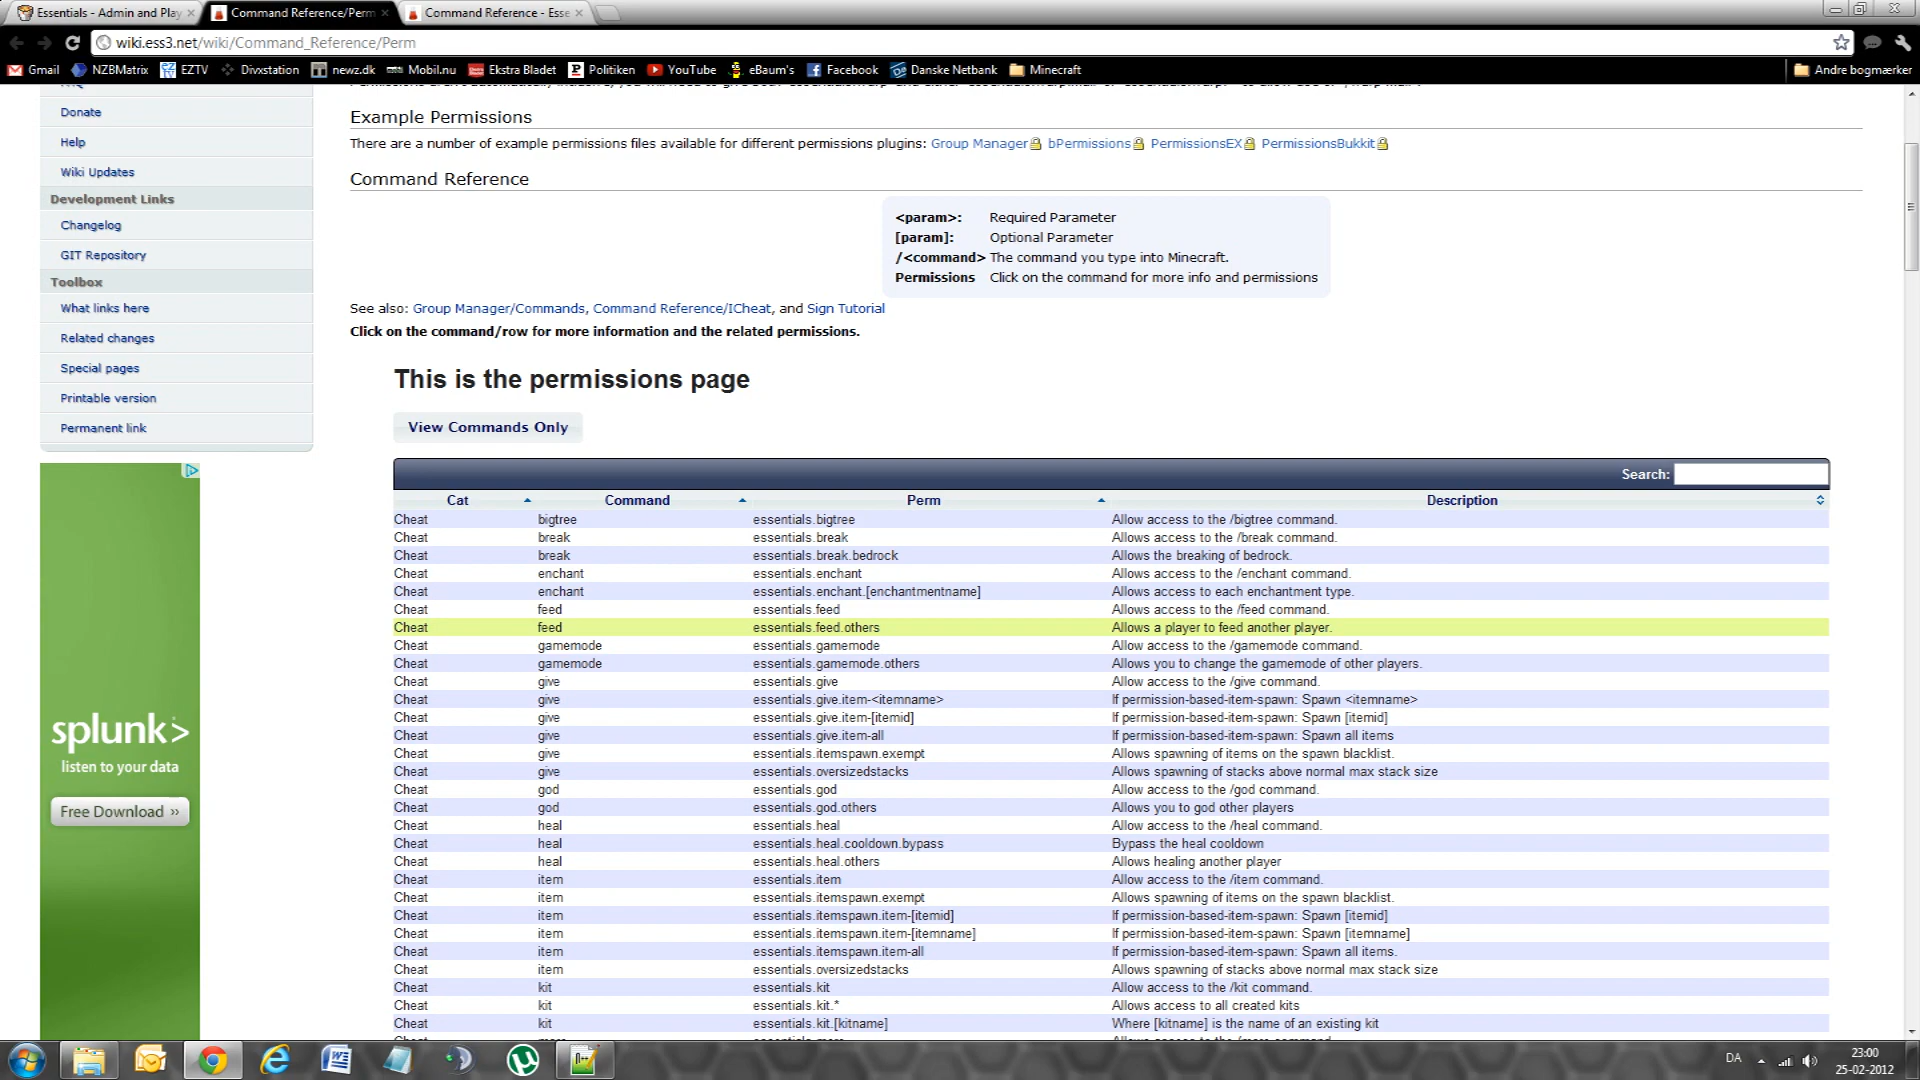 Essentials - Admin and Play
Command Reference/Perm
Command Reference - Esse
wiki.ess3.net/wiki/Command_Reference/Perm
Gmail NZBMatrix EZTV Divxstation newz.dk Mobil.nu Ekstra Bladet Politiken YouTube eBaum's Facebook Danske Netbank Minecraft Andre bogmærker
Donate
Help
Wiki Updates
Development Links
Changelog
GIT Repository
Toolbox
What links here
Related changes
Special pages
Printable version
Permanent link
splunk>
listen to your data
Free Download »
Example Permissions
There are a number of example permissions files available for different permissions plugins: Group Manager bPermissions PermissionsEX PermissionsBukkit
Command Reference
<param>: Required Parameter
[param]: Optional Parameter
/<command> The command you type into Minecraft.
Permissions Click on the command for more info and permissions
See also: Group Manager/Commands, Command Reference/ICheat, and Sign Tutorial
Click on the command/row for more information and the related permissions.
This is the permissions page
View Commands Only
Search:
Cat Command Perm Description
Cheat bigtree essentials.bigtree Allow access to the /bigtree command.
Cheat break essentials.break Allows access to the /break command.
Cheat break essentials.break.bedrock Allows the breaking of bedrock.
Cheat enchant essentials.enchant Allows access to the /enchant command.
Cheat enchant essentials.enchant.[enchantmentname] Allows access to each enchantment type.
Cheat feed essentials.feed Allows access to the /feed command.
Cheat feed essentials.feed.others Allows a player to feed another player.
Cheat gamemode essentials.gamemode Allow access to the /gamemode command.
Cheat gamemode essentials.gamemode.others Allows you to change the gamemode of other players.
Cheat give essentials.give Allow access to the /give command.
Cheat give essentials.give.item-<itemname> If permission-based-item-spawn: Spawn <itemname>
Cheat give essentials.give.item-[itemid] If permission-based-item-spawn: Spawn [itemid]
Cheat give essentials.give.item-all If permission-based-item-spawn: Spawn all items
Cheat give essentials.itemspawn.exempt Allows spawning of items on the spawn blacklist.
Cheat give essentials.oversizedstacks Allows spawning of stacks above normal max stack size
Cheat god essentials.god Allow access to the /god command.
Cheat god essentials.god.others Allows you to god other players
Cheat heal essentials.heal Allow access to the /heal command.
Cheat heal essentials.heal.cooldown.bypass Bypass the heal cooldown
Cheat heal essentials.heal.others Allows healing another player
Cheat item essentials.item Allow access to the /item command.
Cheat item essentials.itemspawn.exempt Allows spawning of items on the spawn blacklist.
Cheat item essentials.itemspawn.item-[itemid] If permission-based-item-spawn: Spawn [itemid]
Cheat item essentials.itemspawn.item-[itemname] If permission-based-item-spawn: Spawn [itemname]
Cheat item essentials.itemspawn.item-all If permission-based-item-spawn: Spawn all items.
Cheat item essentials.oversizedstacks Allows spawning of stacks above normal max stack size
Cheat kit essentials.kit Allow access to the /kit command.
Cheat kit essentials.kit.* Allows access to all created kits
Cheat kit essentials.kit.[kitname] Where [kitname] is the name of an existing kit
DA
23:00
25-02-2012